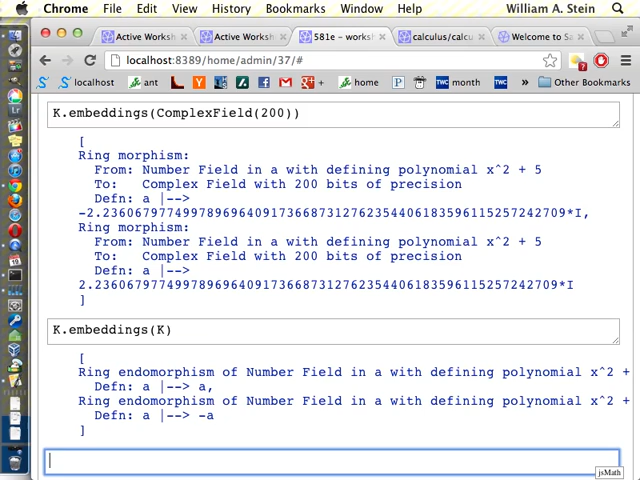 Chrome File Edit View History Bookmarks Window Help William A. Stein
Active Worksh
Active Worksh
581e – worksh
calculus/calcu
Welcome to Sa
localhost:8389/home/admin/37/#
S localhost ant home P TWC month TWC » Other Bookmarks
K.embeddings(ComplexField(200))
[
Ring morphism:
From: Number Field in a with defining polynomial x^2 + 5
To: Complex Field with 200 bits of precision
Defn: a |-->
-2.2360679774997896964091736687312762354406183596115257242709*I,
Ring morphism:
From: Number Field in a with defining polynomial x^2 + 5
To: Complex Field with 200 bits of precision
Defn: a |-->
2.2360679774997896964091736687312762354406183596115257242709*I
]
K.embeddings(K)
[
Ring endomorphism of Number Field in a with defining polynomial x^2 +
Defn: a |--> a,
Ring endomorphism of Number Field in a with defining polynomial x^2 +
Defn: a |--> -a
]
jsMath